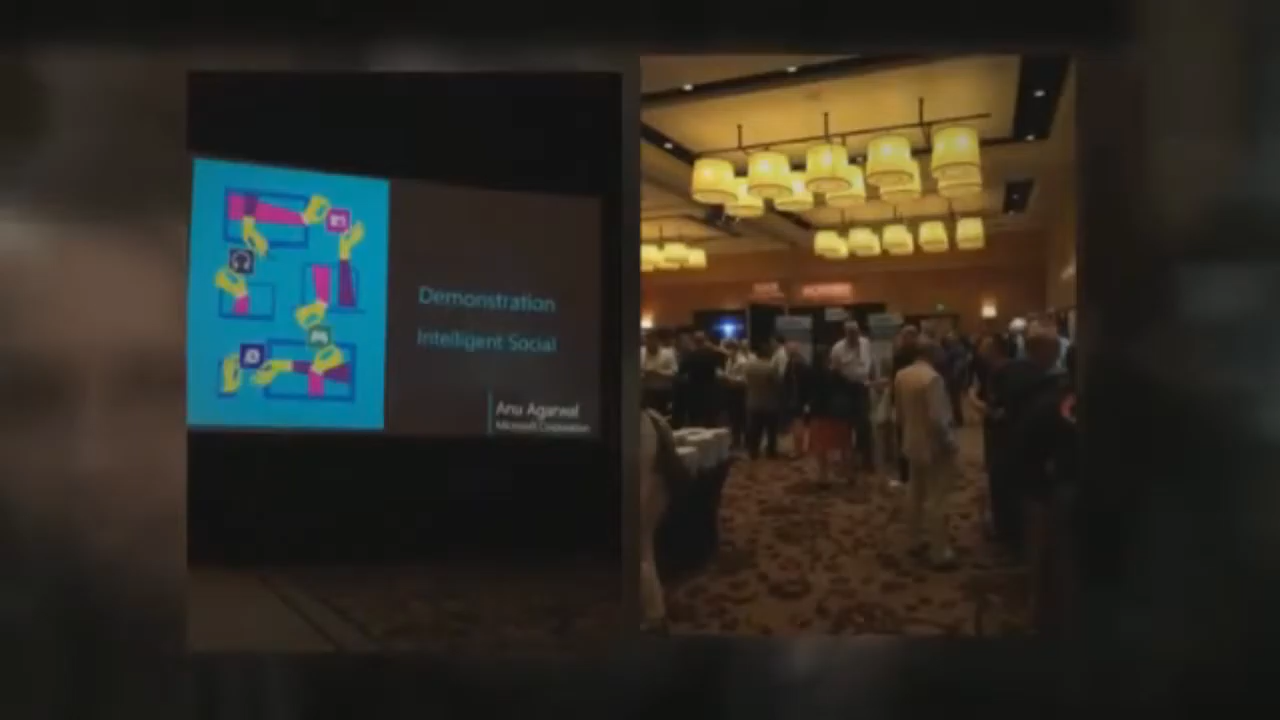 Demonstration
Intelligent Social
Anu Agarwal
Microsoft Corporation